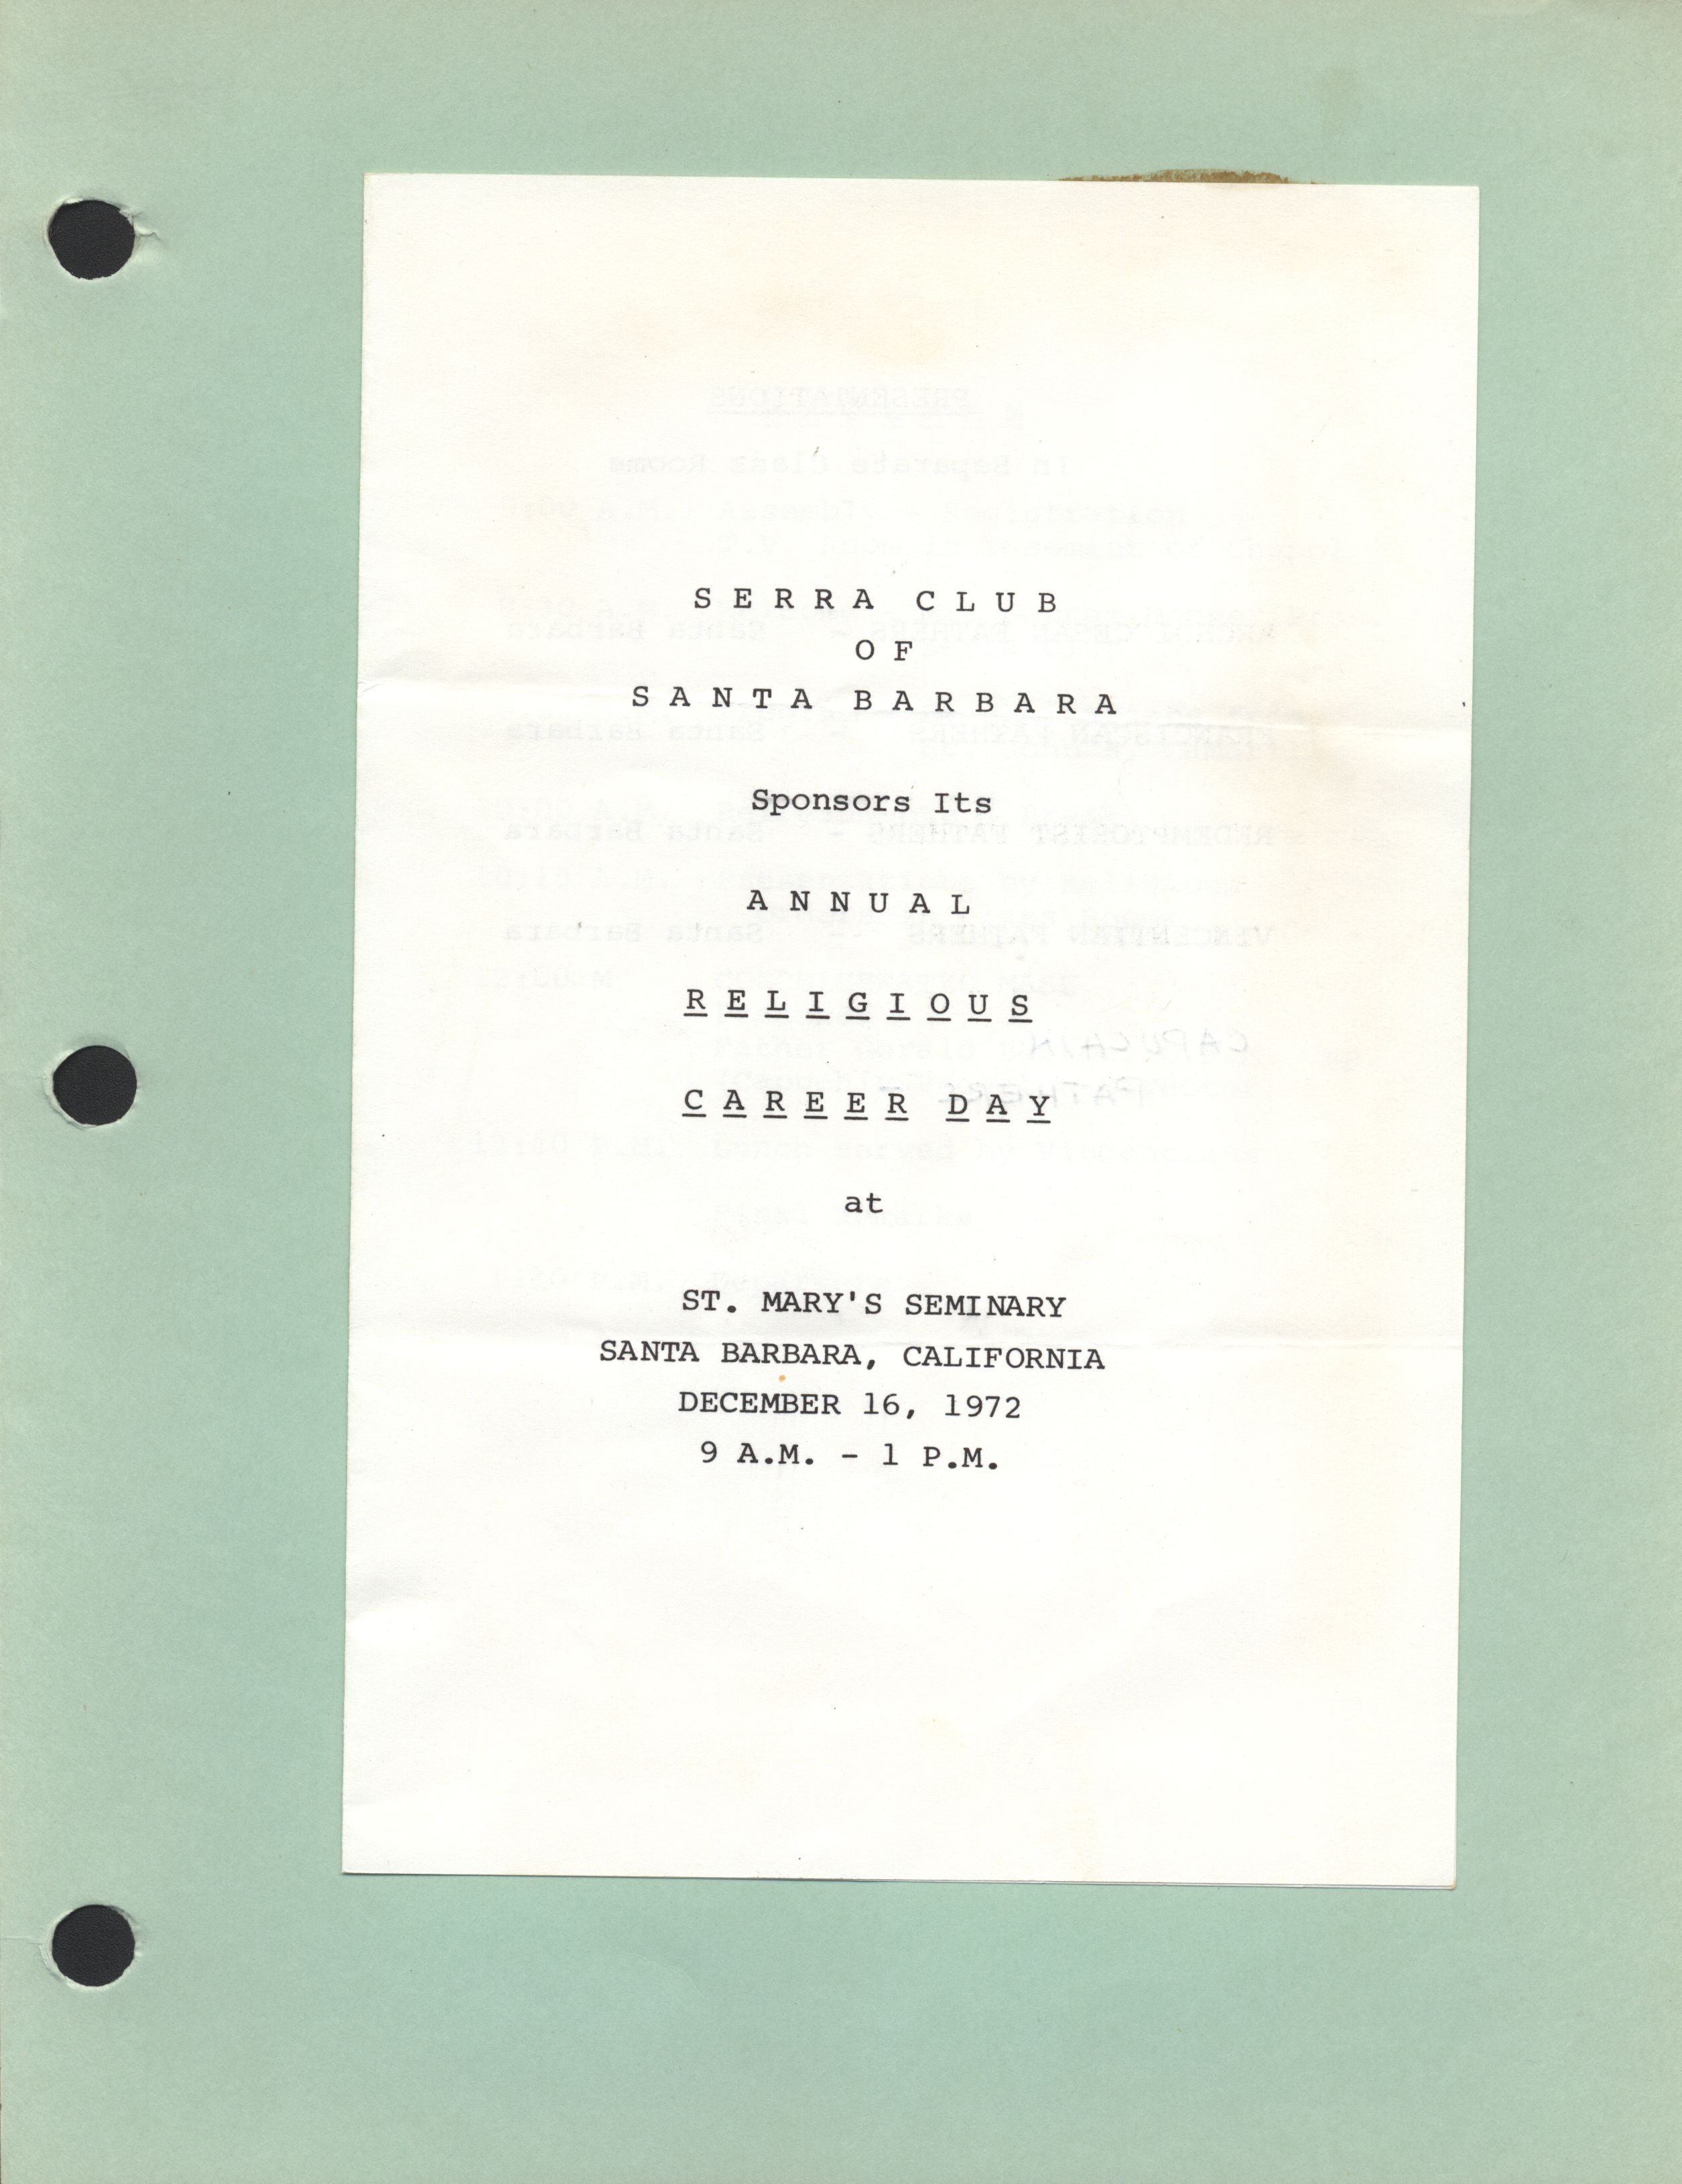 SERRA CLUB
OF
SANTA BARBARA
Sponsors Its
ANNUAL
RELIGIOUS
CAREER DAY
at
ST. MARY'S SEMINARY
SANTA BARBARA, CALIFORNIA
DECEMBER 16, 1972
9 A.M. - 1 P.M.